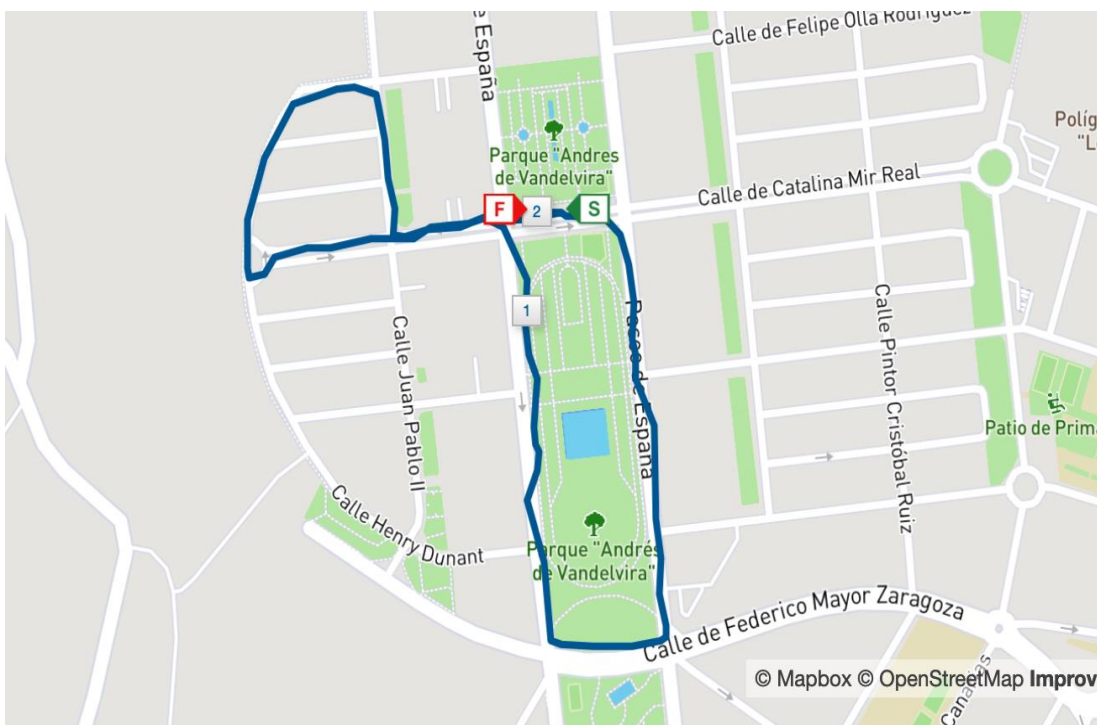 Calle de Felipe Olla Rodríguez
e España
Políg
"L
Parque "Andres
de Vandelvira"
Calle de Catalina Mir Real
F
2
S
1
Calle Juan Pablo II
Paseo de España
Calle Pintor Cristóbal Ruiz
Patio de Prima
Calle Henry Dunant
Parque "Andrés
de Vandelvira"
Calle de Federico Mayor Zaragoza
Canarias
© Mapbox © OpenStreetMap Improv